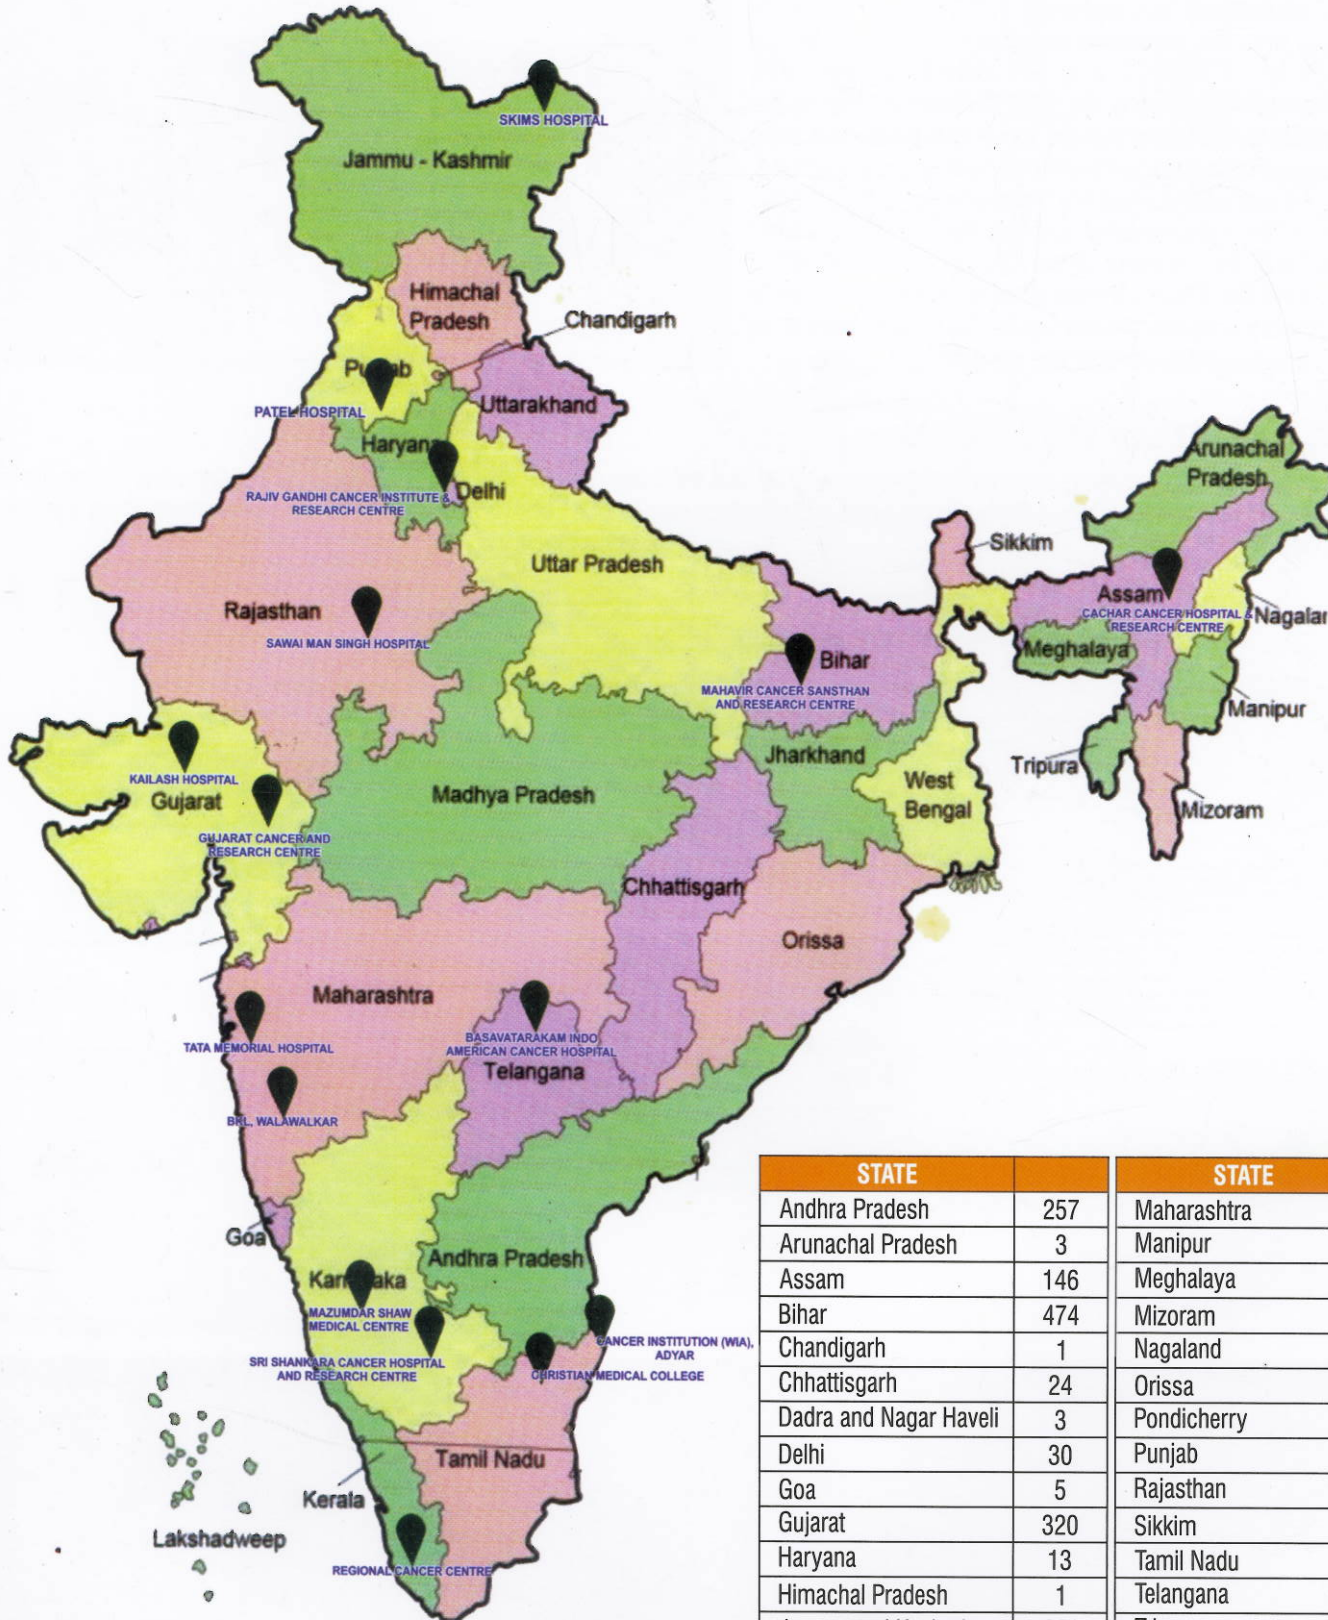 SKIMS HOSPITAL
Jammu - Kashmir
Himachal
Pradesh
Chandigarh
PATEL HOSPITAL
Uttarakhand
Haryana
Delhi
RAJIV GANDHI CANCER INSTITUTE &
RESEARCH CENTRE
Arunachal
Pradesh
Sikkim
Uttar Pradesh
Rajasthan
SAWAI MAN SINGH HOSPITAL
Assam
CACHAR CANCER HOSPITAL &
RESEARCH CENTRE
Nagalan
Meghalaya
Bihar
MAHAVIR CANCER SANSTHAN
AND RESEARCH CENTRE
Manipur
Jharkhand
Tripura
Mizoram
KAILASH HOSPITAL
Gujarat
Madhya Pradesh
West
Bengal
GUJARAT CANCER AND
RESEARCH CENTRE
Chhattisgarh
Orissa
Maharashtra
TATA MEMORIAL HOSPITAL
BASAVATARAKAM INDO
AMERICAN CANCER HOSPITAL
Telangana
BKL, WALAWALKAR
Goa
Andhra Pradesh
MAZUMDAR SHAW
MEDICAL CENTRE
SRI SHANKARA CANCER HOSPITAL
AND RESEARCH CENTRE
CANCER INSTITUTION (WIA),
ADYAR
CHRISTIAN MEDICAL COLLEGE
Tamil Nadu
Kerala
Lakshadweep
REGIONAL CANCER CENTRE
STATE STATE
Andhra Pradesh 257 Maharashtra
Arunachal Pradesh 3 Manipur
Assam 146 Meghalaya
Bihar 474 Mizoram
Chandigarh 1 Nagaland
Chhattisgarh 24 Orissa
Dadra and Nagar Haveli 3 Pondicherry
Delhi 30 Punjab
Goa 5 Rajasthan
Gujarat 320 Sikkim
Haryana 13 Tamil Nadu
Himachal Pradesh 1 Telangana